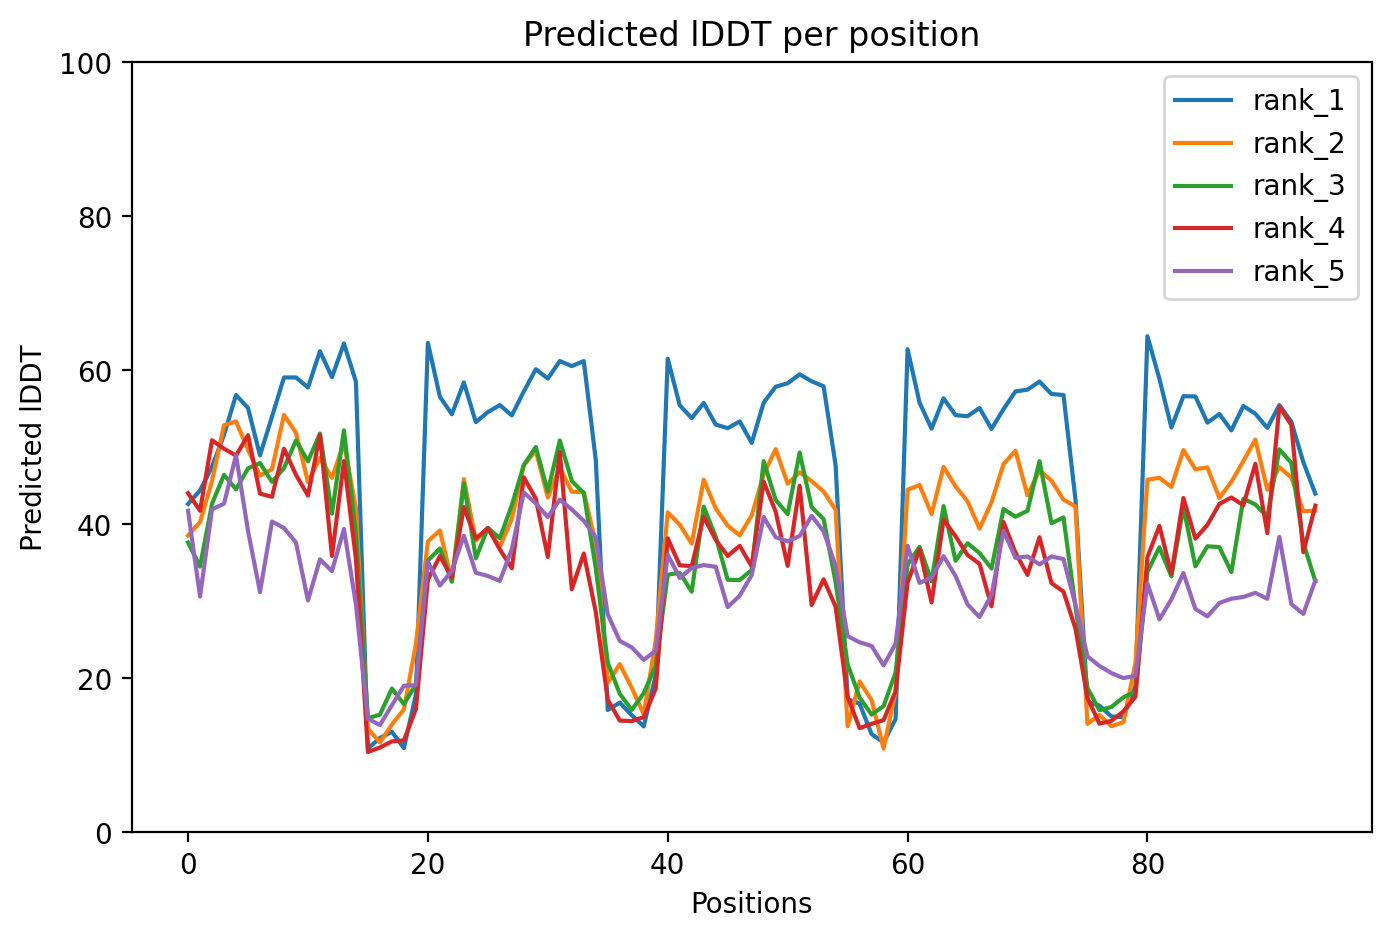 Predicted lDDT per position
100
80
60
40
20
0
Predicted lDDT
0 20 40 60 80
Positions
rank_1
rank_2
rank_3
rank_4
rank_5